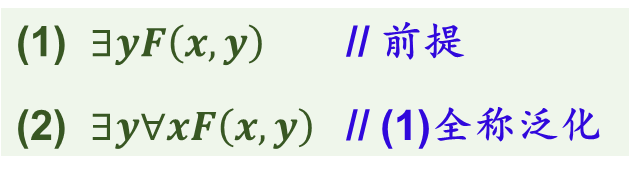 (1) ∃yF(x,y) // 前提
(2) ∃y∀xF(x,y) // (1)全称泛化